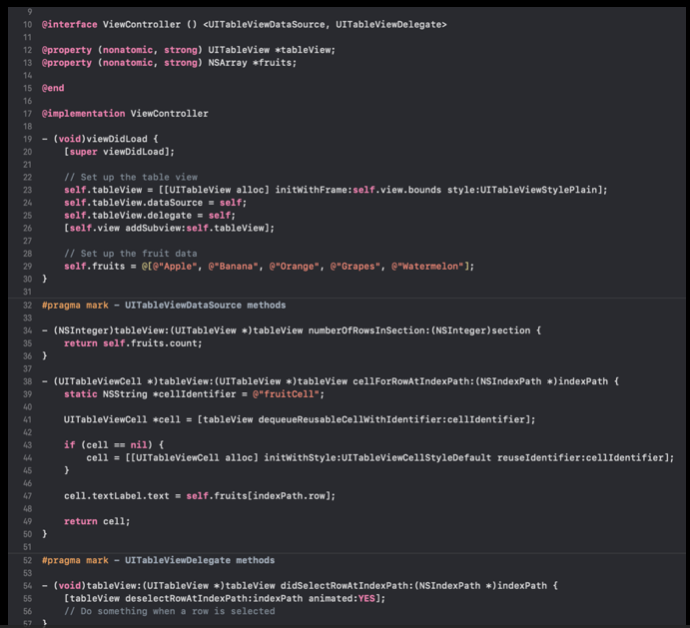 9
10 @interface ViewController () <UITableViewDataSource, UITableViewDelegate>
11
12 @property (nonatomic, strong) UITableView *tableView;
13 @property (nonatomic, strong) NSArray *fruits;
14
15 @end
16
17 @implementation ViewController
18
19 - (void)viewDidLoad {
20     [super viewDidLoad];
21
22     // Set up the table view
23     self.tableView = [[UITableView alloc] initWithFrame:self.view.bounds style:UITableViewStylePlain];
24     self.tableView.dataSource = self;
25     self.tableView.delegate = self;
26     [self.view addSubview:self.tableView];
27
28     // Set up the fruit data
29     self.fruits = @[@"Apple", @"Banana", @"Orange", @"Grapes", @"Watermelon"];
30 }
31
32 #pragma mark - UITableViewDataSource methods
33
34 - (NSInteger)tableView:(UITableView *)tableView numberOfRowsInSection:(NSInteger)section {
35     return self.fruits.count;
36 }
37
38 - (UITableViewCell *)tableView:(UITableView *)tableView cellForRowAtIndexPath:(NSIndexPath *)indexPath {
39     static NSString *cellIdentifier = @"fruitCell";
40
41     UITableViewCell *cell = [tableView dequeueReusableCellWithIdentifier:cellIdentifier];
42
43     if (cell == nil) {
44         cell = [[UITableViewCell alloc] initWithStyle:UITableViewCellStyleDefault reuseIdentifier:cellIdentifier];
45     }
46
47     cell.textLabel.text = self.fruits[indexPath.row];
48
49     return cell;
50 }
51
52 #pragma mark - UITableViewDelegate methods
53
54 - (void)tableView:(UITableView *)tableView didSelectRowAtIndexPath:(NSIndexPath *)indexPath {
55     [tableView deselectRowAtIndexPath:indexPath animated:YES];
56     // Do something when a row is selected
57 }